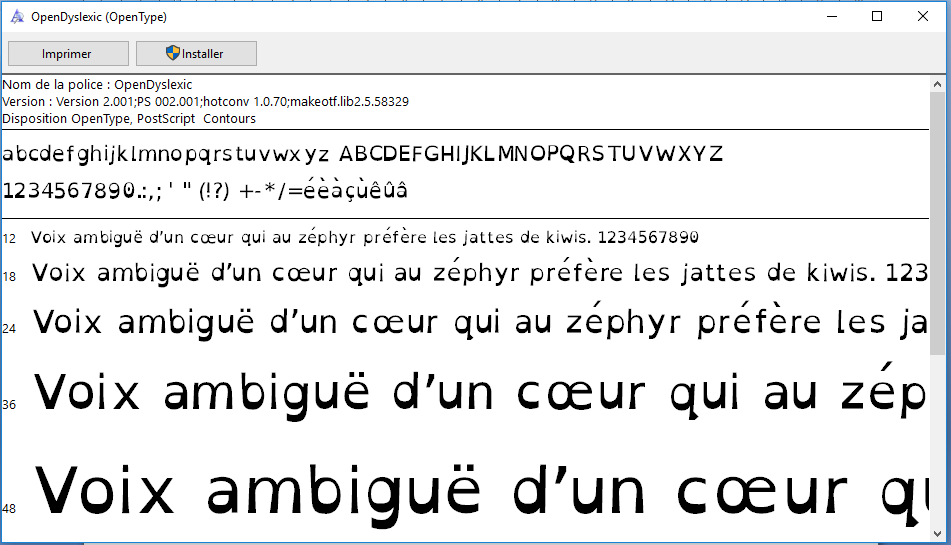 OpenDyslexic (OpenType)
Imprimer Installer
Nom de la police : OpenDyslexic
Version : Version 2.001;PS 002.001;hotconv 1.0.70;makeotf.lib2.5.58329
Disposition OpenType, PostScript Contours
abcdefghijklmnopqrstuvwxyz ABCDEFGHIJKLMNOPQRSTUVWXYZ
1234567890.:,; ' " (!?) +-*/=éèàçùêûâ
12 Voix ambiguë d’un cœur qui au zéphyr préfère les jattes de kiwis. 1234567890
18 Voix ambiguë d’un cœur qui au zéphyr préfère les jattes de kiwis. 123
24 Voix ambiguë d’un cœur qui au zéphyr préfère les ja
36 Voix ambiguë d’un cœur qui au zép
48 Voix ambiguë d’un cœur qu